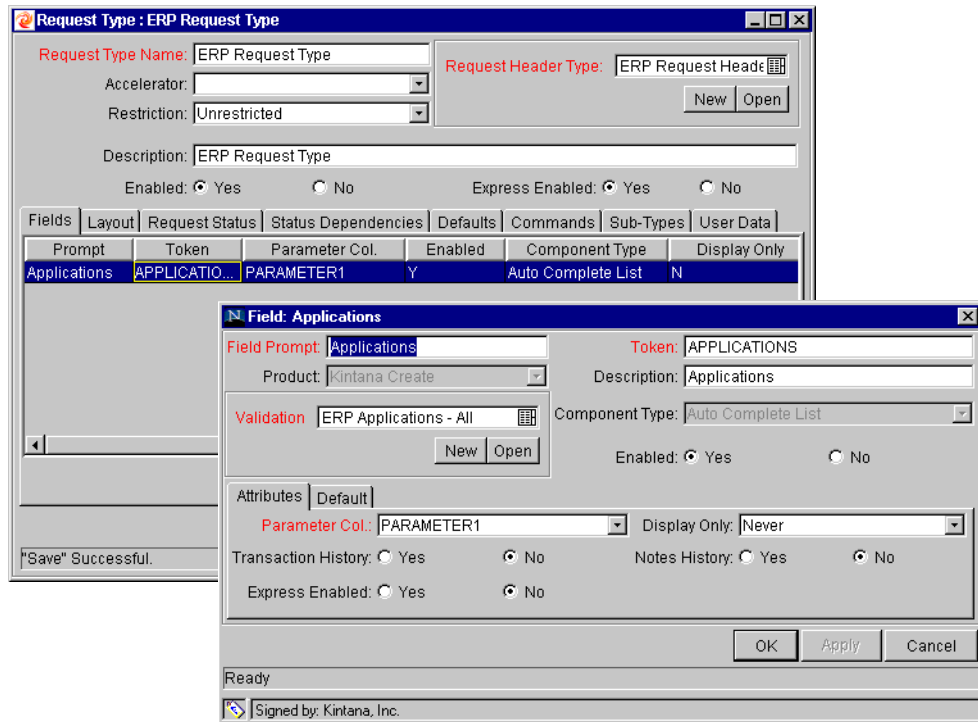 Request Type : ERP Request Type
Request Type Name: ERP Request Type
Request Header Type: ERP Request Heade
Accelerator:
New Open
Restriction: Unrestricted
Description: ERP Request Type
Enabled: Yes No Express Enabled: Yes No
Fields Layout Request Status Status Dependencies Defaults Commands Sub-Types User Data
Prompt Token Parameter Col. Enabled Component Type Display Only
Applications APPLICATIO... PARAMETER1 Y Auto Complete List N
"Save" Successful.
Field: Applications
Field Prompt: Applications Token: APPLICATIONS
Product: Kintana Create Description: Applications
Validation ERP Applications - All Component Type: Auto Complete List
New Open Enabled: Yes No
Attributes Default
Parameter Col.: PARAMETER1 Display Only: Never
Transaction History: Yes No Notes History: Yes No
Express Enabled: Yes No
OK Apply Cancel
Ready
Signed by: Kintana, Inc.